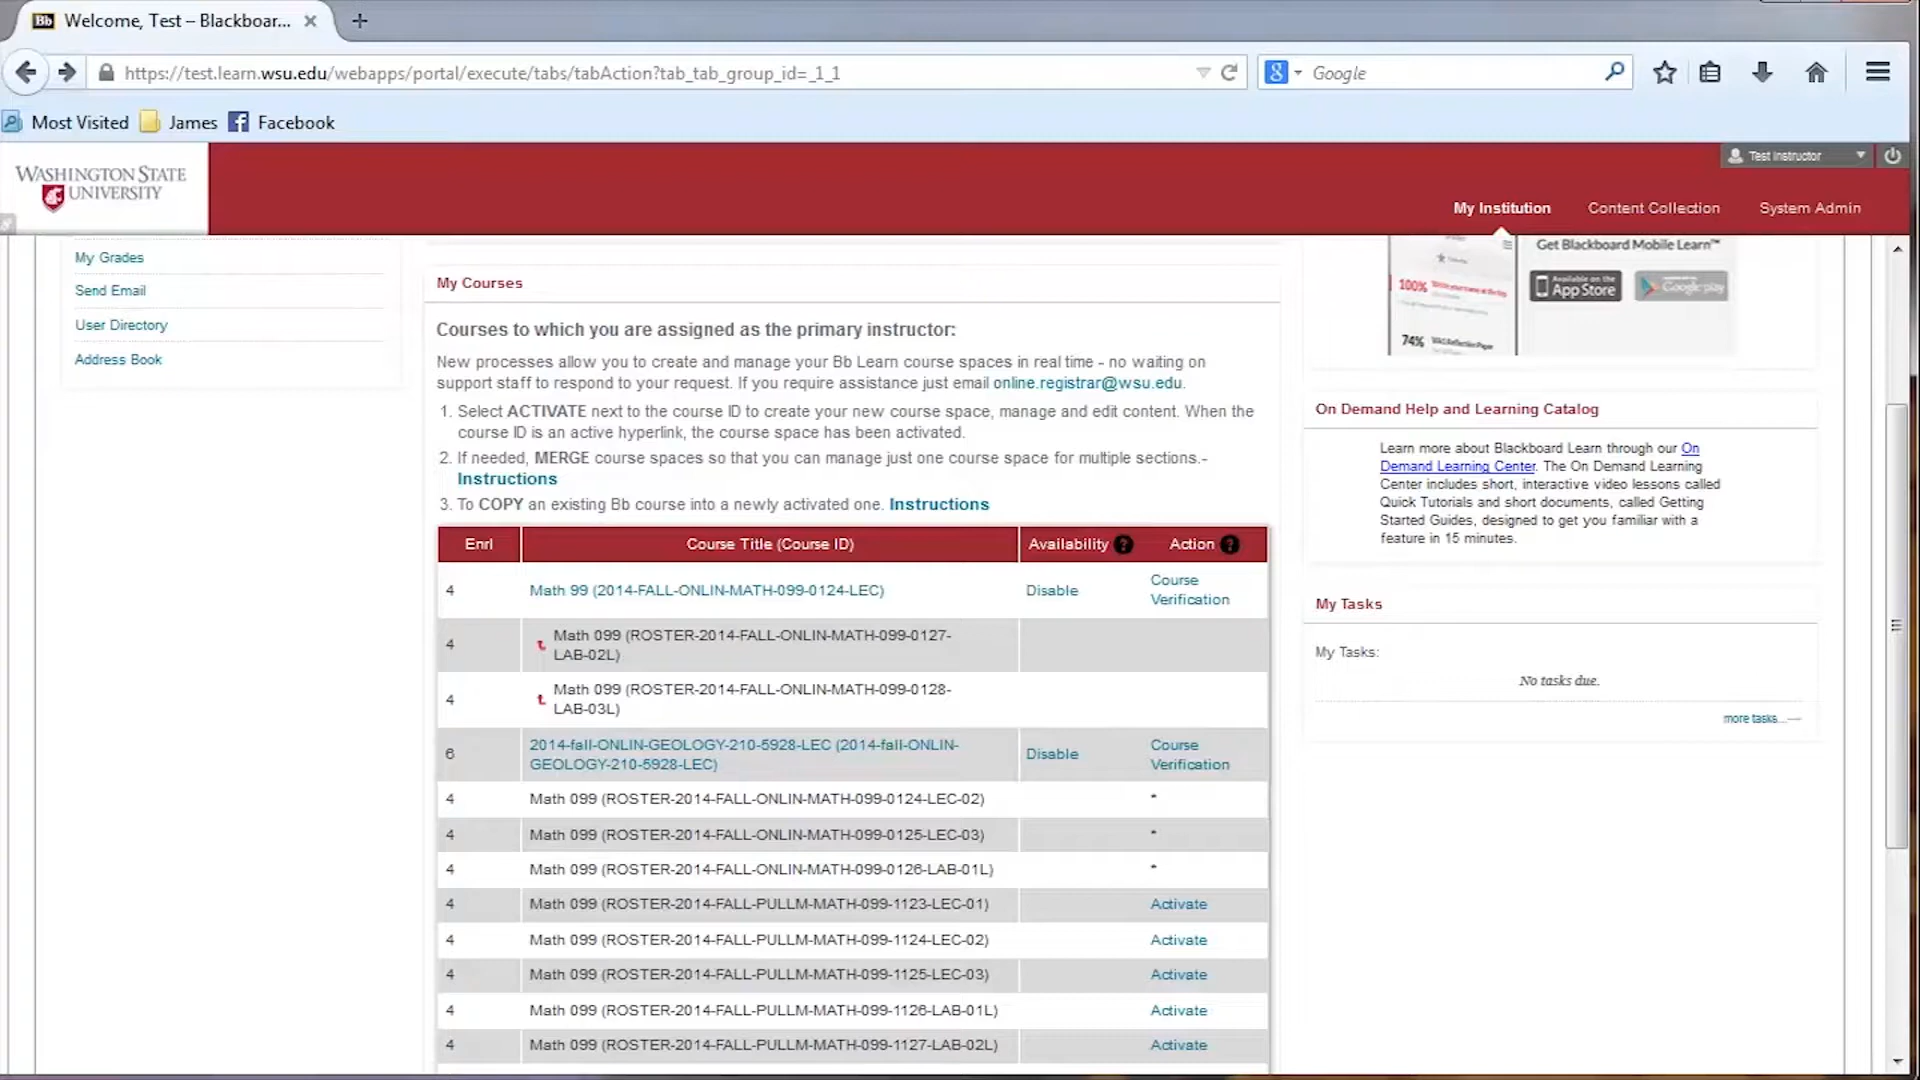 Bb Welcome, Test – Blackboar...
https://test.learn.wsu.edu/webapps/portal/execute/tabs/tabAction?tab_tab_group_id=_1_1
8 Google
Most Visited James Facebook
WASHINGTON STATE
UNIVERSITY
Test Instructor
My Institution Content Collection System Admin
My Grades
Send Email
User Directory
Address Book
My Courses
Courses to which you are assigned as the primary instructor:
New processes allow you to create and manage your Bb Learn course spaces in real time - no waiting on
support staff to respond to your request. If you require assistance just email online.registrar@wsu.edu.
1. Select ACTIVATE next to the course ID to create your new course space, manage and edit content. When the
course ID is an active hyperlink, the course space has been activated.
2. If needed, MERGE course spaces so that you can manage just one course space for multiple sections.-
Instructions
3. To COPY an existing Bb course into a newly activated one. Instructions
Enrl Course Title (Course ID) Availability ? Action ?
4 Math 99 (2014-FALL-ONLIN-MATH-099-0124-LEC) Disable Course
Verification
4 Math 099 (ROSTER-2014-FALL-ONLIN-MATH-099-0127-
LAB-02L)
4 Math 099 (ROSTER-2014-FALL-ONLIN-MATH-099-0128-
LAB-03L)
6 2014-fall-ONLIN-GEOLOGY-210-5928-LEC (2014-fall-ONLIN-
GEOLOGY-210-5928-LEC) Disable Course
Verification
4 Math 099 (ROSTER-2014-FALL-ONLIN-MATH-099-0124-LEC-02) *
4 Math 099 (ROSTER-2014-FALL-ONLIN-MATH-099-0125-LEC-03) *
4 Math 099 (ROSTER-2014-FALL-ONLIN-MATH-099-0126-LAB-01L) *
4 Math 099 (ROSTER-2014-FALL-PULLM-MATH-099-1123-LEC-01) Activate
4 Math 099 (ROSTER-2014-FALL-PULLM-MATH-099-1124-LEC-02) Activate
4 Math 099 (ROSTER-2014-FALL-PULLM-MATH-099-1125-LEC-03) Activate
4 Math 099 (ROSTER-2014-FALL-PULLM-MATH-099-1126-LAB-01L) Activate
4 Math 099 (ROSTER-2014-FALL-PULLM-MATH-099-1127-LAB-02L) Activate
Get Blackboard Mobile Learn™
Available on the
App Store
Google play
100%
74%
On Demand Help and Learning Catalog
Learn more about Blackboard Learn through our On
Demand Learning Center. The On Demand Learning
Center includes short, interactive video lessons called
Quick Tutorials and short documents, called Getting
Started Guides, designed to get you familiar with a
feature in 15 minutes.
My Tasks
My Tasks:
No tasks due.
more tasks...